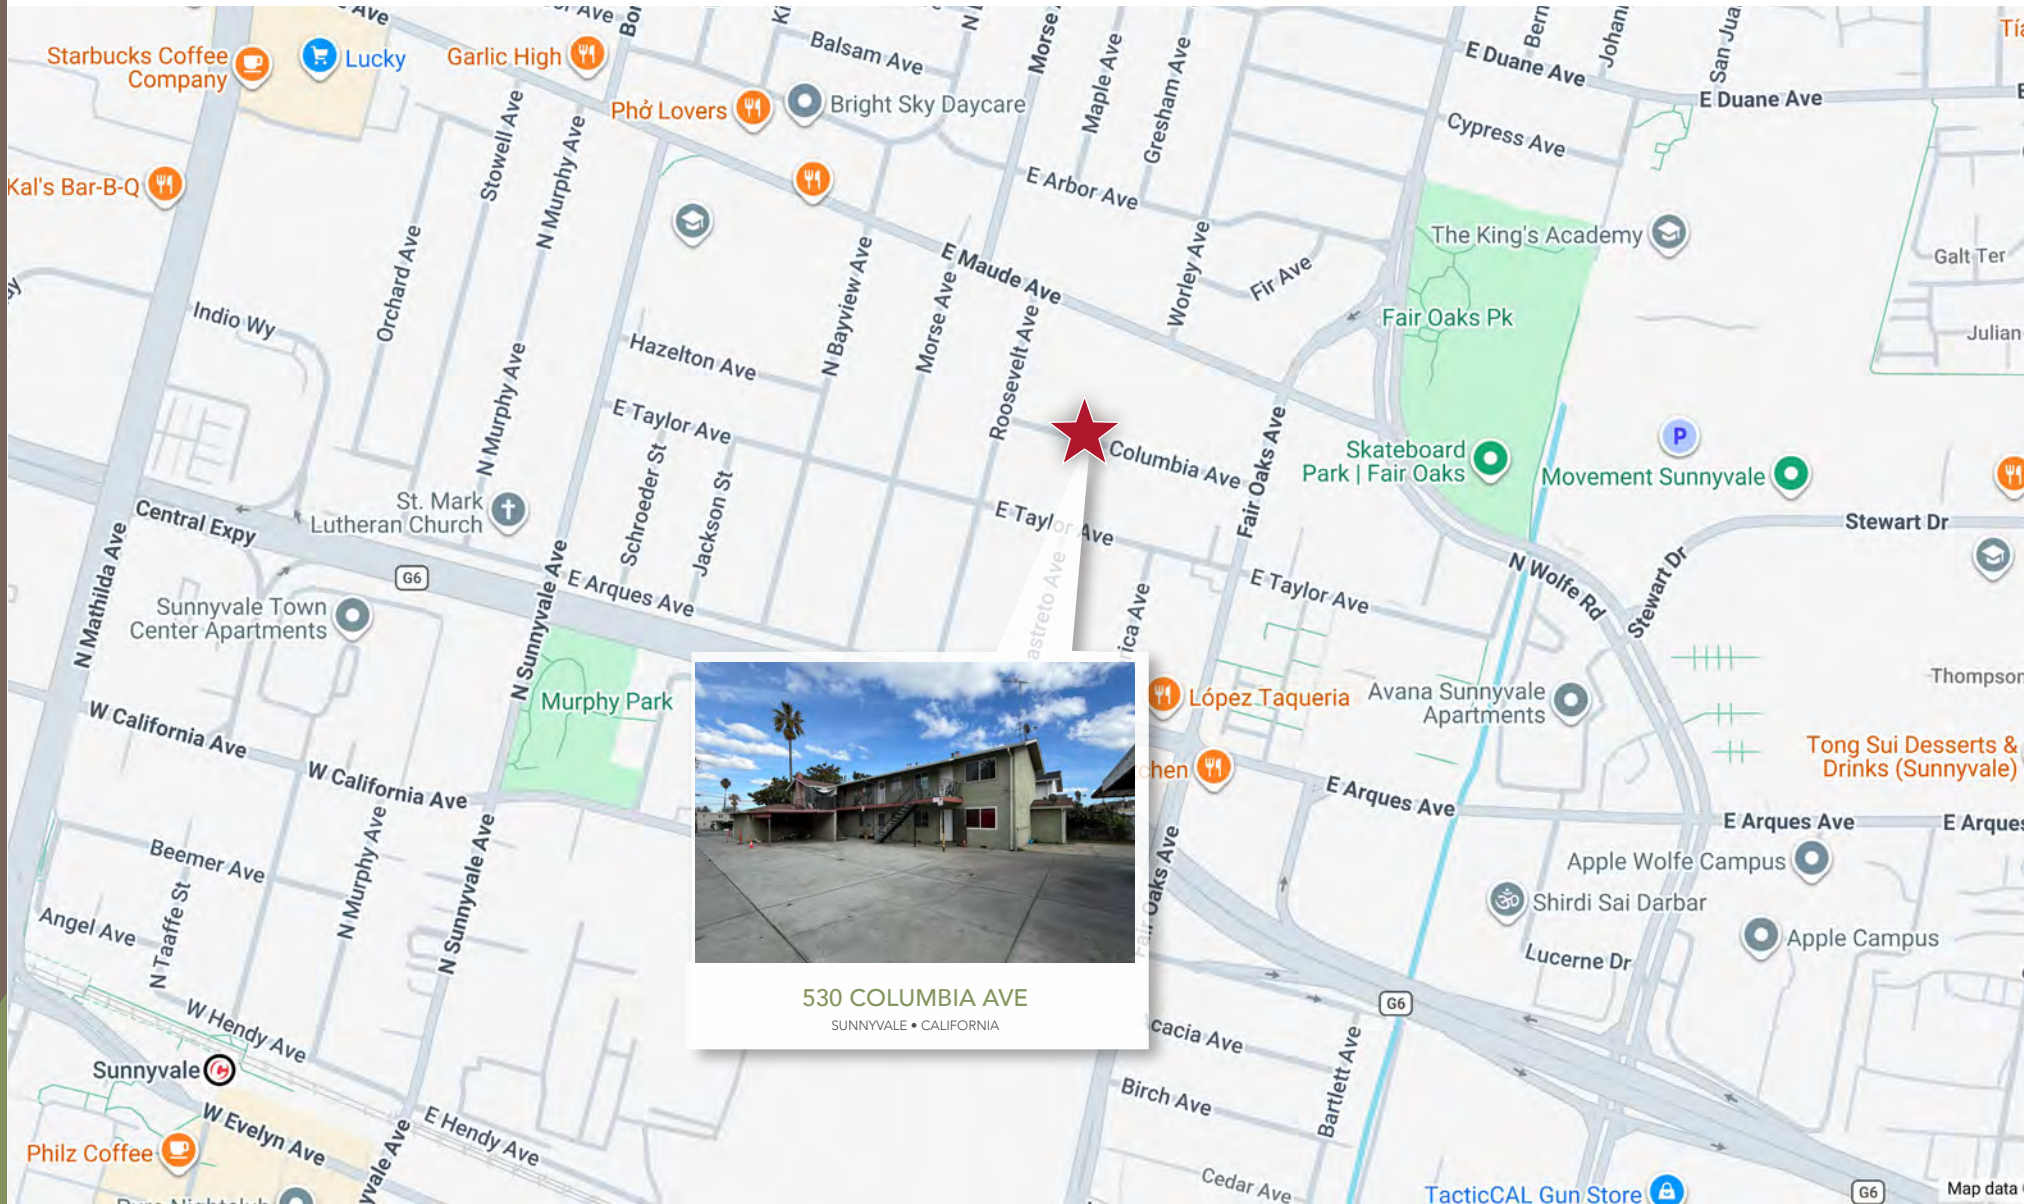 Starbucks Coffee
Company
Lucky
Garlic High
Phở Lovers
Bright Sky Daycare
Balsam Ave
Maple Ave
Gresham Ave
E Duane Ave
E Duane Ave
Cypress Ave
Kal's Bar-B-Q
Stowell Ave
N Murphy Ave
Orchard Ave
Indio Wy
E Arbor Ave
E Maude Ave
Worley Ave
Fir Ave
The King's Academy
Galt Ter
Fair Oaks Pk
Julian
Hazelton Ave
N Bayview Ave
Morse Ave
Roosevelt Ave
N Murphy Ave
E Taylor Ave
Schroeder St
Jackson St
Columbia Ave
Fair Oaks Ave
Skateboard
Park | Fair Oaks
P
Movement Sunnyvale
St. Mark
Lutheran Church
Central Expy
G6
E Taylor Ave
Stewart Dr
N Wolfe Rd
Stewart Dr
N Mathilda Ave
Sunnyvale Town
Center Apartments
N Sunnyvale Ave
E Arques Ave
E Taylor Ave
Murphy Park
López Taqueria
Avana Sunnyvale
Apartments
Thompson
Tong Sui Desserts &
Drinks (Sunnyvale)
W California Ave
W California Ave
E Arques Ave
E Arques Ave
E Arques
Beemer Ave
N Taaffe St
N Murphy Ave
N Sunnyvale Ave
Angel Ave
Fair Oaks Ave
Apple Wolfe Campus
Shirdi Sai Darbar
Apple Campus
Lucerne Dr
530 COLUMBIA AVE
SUNNYVALE • CALIFORNIA
G6
W Hendy Ave
Sunnyvale
Birch Ave
Bartlett Ave
W Evelyn Ave
E Hendy Ave
Philz Coffee
Cedar Ave
TacticCAL Gun Store
G6
Map data